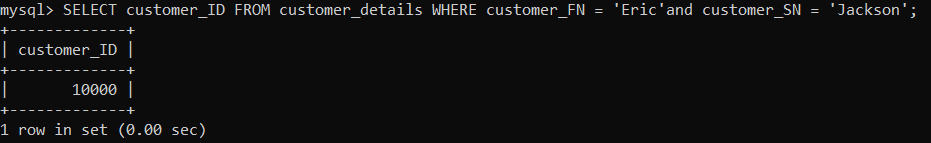 mysql> SELECT customer_ID FROM customer_details WHERE customer_FN = 'Eric'and customer_SN = 'Jackson';
+-------------+
| customer_ID |
+-------------+
|       10000 |
+-------------+
1 row in set (0.00 sec)